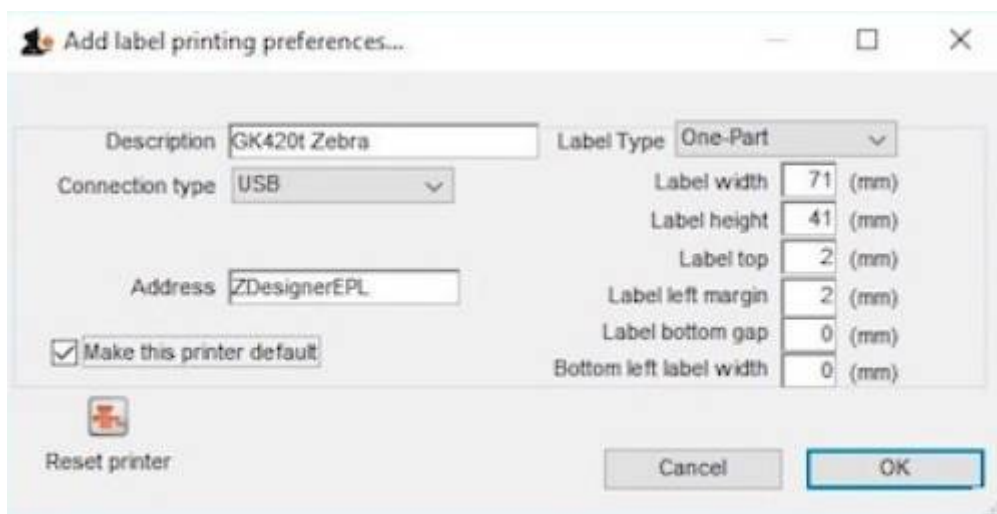 Add label printing preferences...
Description GK420t Zebra
Label Type One-Part
Connection type USB
Label width 71 (mm)
Label height 41 (mm)
Label top 2 (mm)
Address ZDesignerEPL
Label left margin 2 (mm)
Label bottom gap 0 (mm)
Make this printer default
Bottom left label width 0 (mm)
Reset printer
Cancel
OK